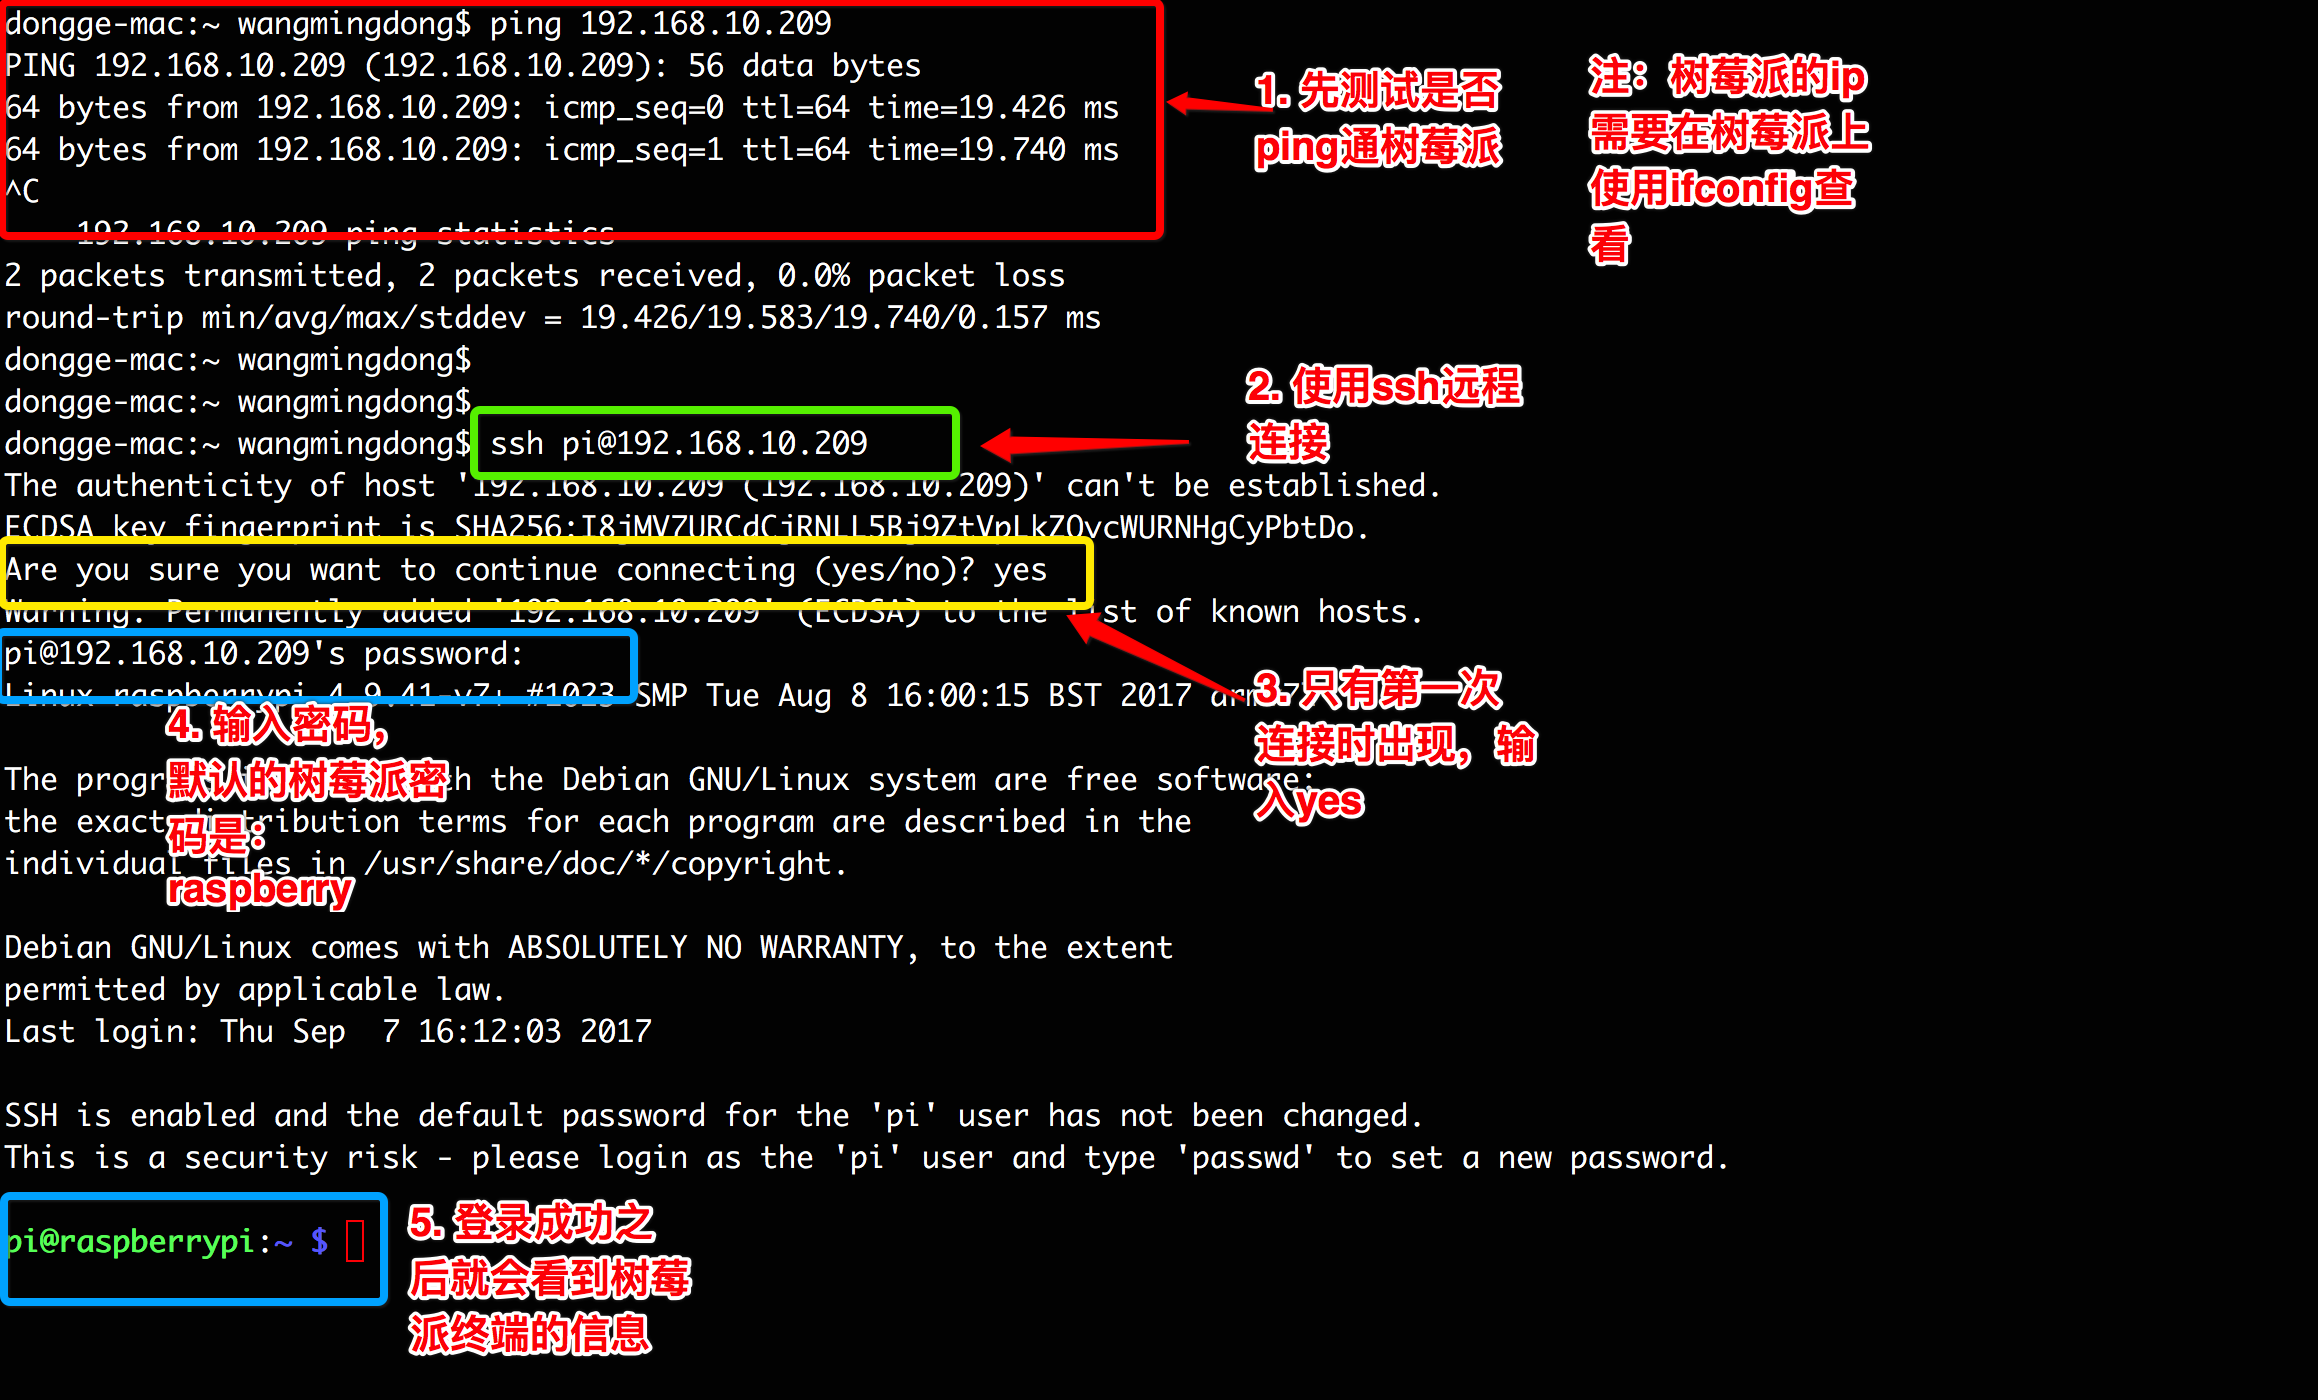 dongge-mac:~ wangmingdong$ ping 192.168.10.209
PING 192.168.10.209 (192.168.10.209): 56 data bytes
64 bytes from 192.168.10.209: icmp_seq=0 ttl=64 time=19.426 ms
64 bytes from 192.168.10.209: icmp_seq=1 ttl=64 time=19.740 ms
^C
192.168.10.209 ping statistics
2 packets transmitted, 2 packets received, 0.0% packet loss
round-trip min/avg/max/stddev = 19.426/19.583/19.740/0.157 ms
dongge-mac:~ wangmingdong$
dongge-mac:~ wangmingdong$
dongge-mac:~ wangmingdong$ ssh pi@192.168.10.209
The authenticity of host '192.168.10.209 (192.168.10.209)' can't be established.
ECDSA key fingerprint is SHA256:I8jMV7URCdCjRNLL5Bj9ZtVpLkZOvcWURNHgCyPbtDo.
Are you sure you want to continue connecting (yes/no)? yes
Warning: Permanently added '192.168.10.209' (ECDSA) to the list of known hosts.
pi@192.168.10.209's password:
Linux raspberrypi 4.9.41-v7+ #1023 SMP Tue Aug 8 16:00:15 BST 2017
The the Debian GNU/Linux system are free software;
the exact distribution terms for each program are described in the
individual files in /usr/share/doc/*/copyright.
Debian GNU/Linux comes with ABSOLUTELY NO WARRANTY, to the extent
permitted by applicable law.
Last login: Thu Sep  7 16:12:03 2017
SSH is enabled and the default password for the 'pi' user has not been changed.
This is a security risk - please login as the 'pi' user and type 'passwd' to set a new password.
pi@raspberrypi:~ $
1. 先测试是否
ping通树莓派
注：树莓派的ip
需要在树莓派上
使用ifconfig查
看
2. 使用ssh远程
连接
3. 只有第一次
连接时出现，输
入yes
4. 输入密码，
默认的树莓派密
码是：
raspberry
5. 登录成功之
后就会看到树莓
派终端的信息